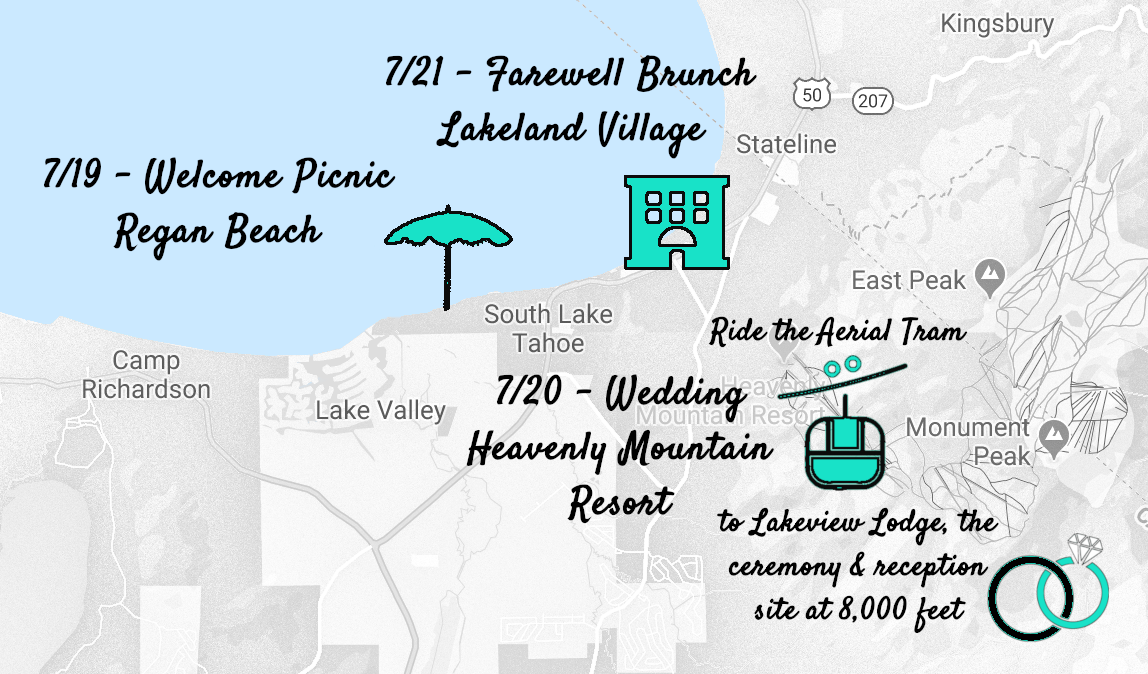 Kingsbury
7/21 - Farewell Brunch
Lakeland Village
50
207
Stateline
7/19 - Welcome Picnic
Regan Beach
East Peak
South Lake
Tahoe
Ride the Aerial Tram
Camp
Richardson
Lake Valley
7/20 - Wedding
Heavenly Mountain
Resort
Heavenly
Mountain Resort
Monument
Peak
to Lakeview Lodge, the
ceremony & reception
site at 8,000 feet